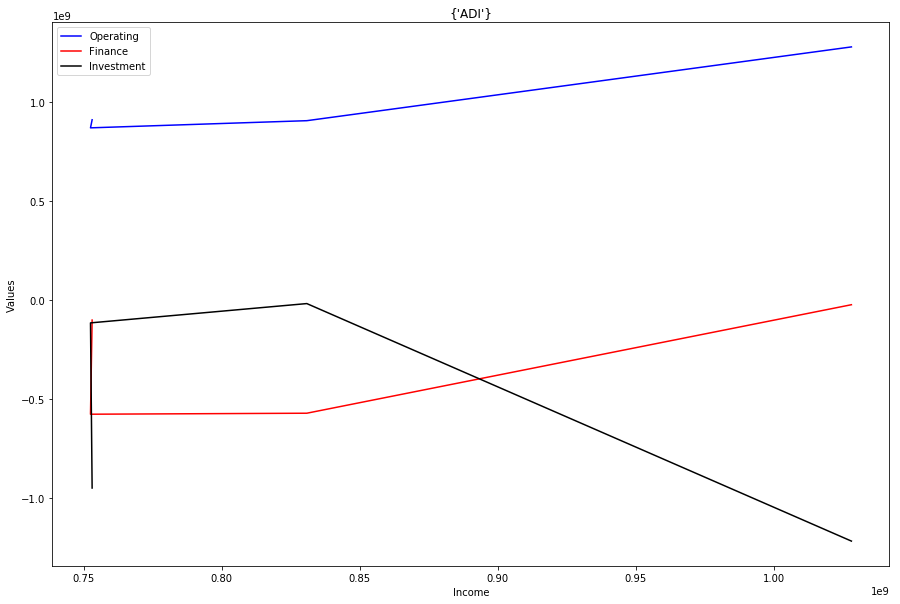 {'ADI'}
1e9
Operating
Finance
Investment
1.0
0.5
0.0
−0.5
−1.0
Values
0.75
0.80
0.85
0.90
0.95
1.00
1e9
Income